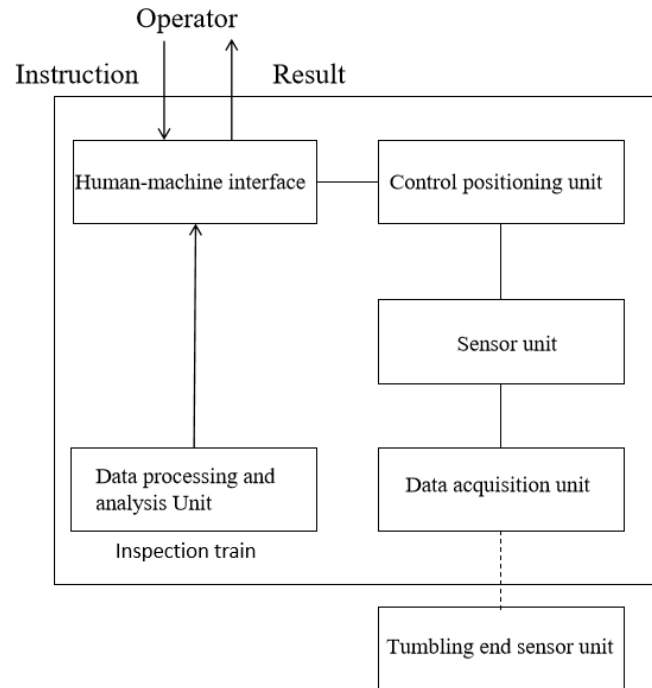 Operator
Instruction
Result
Human-machine interface
Control positioning unit
Sensor unit
Data processing and
analysis Unit
Data acquisition unit
Inspection train
Tumbling end sensor unit